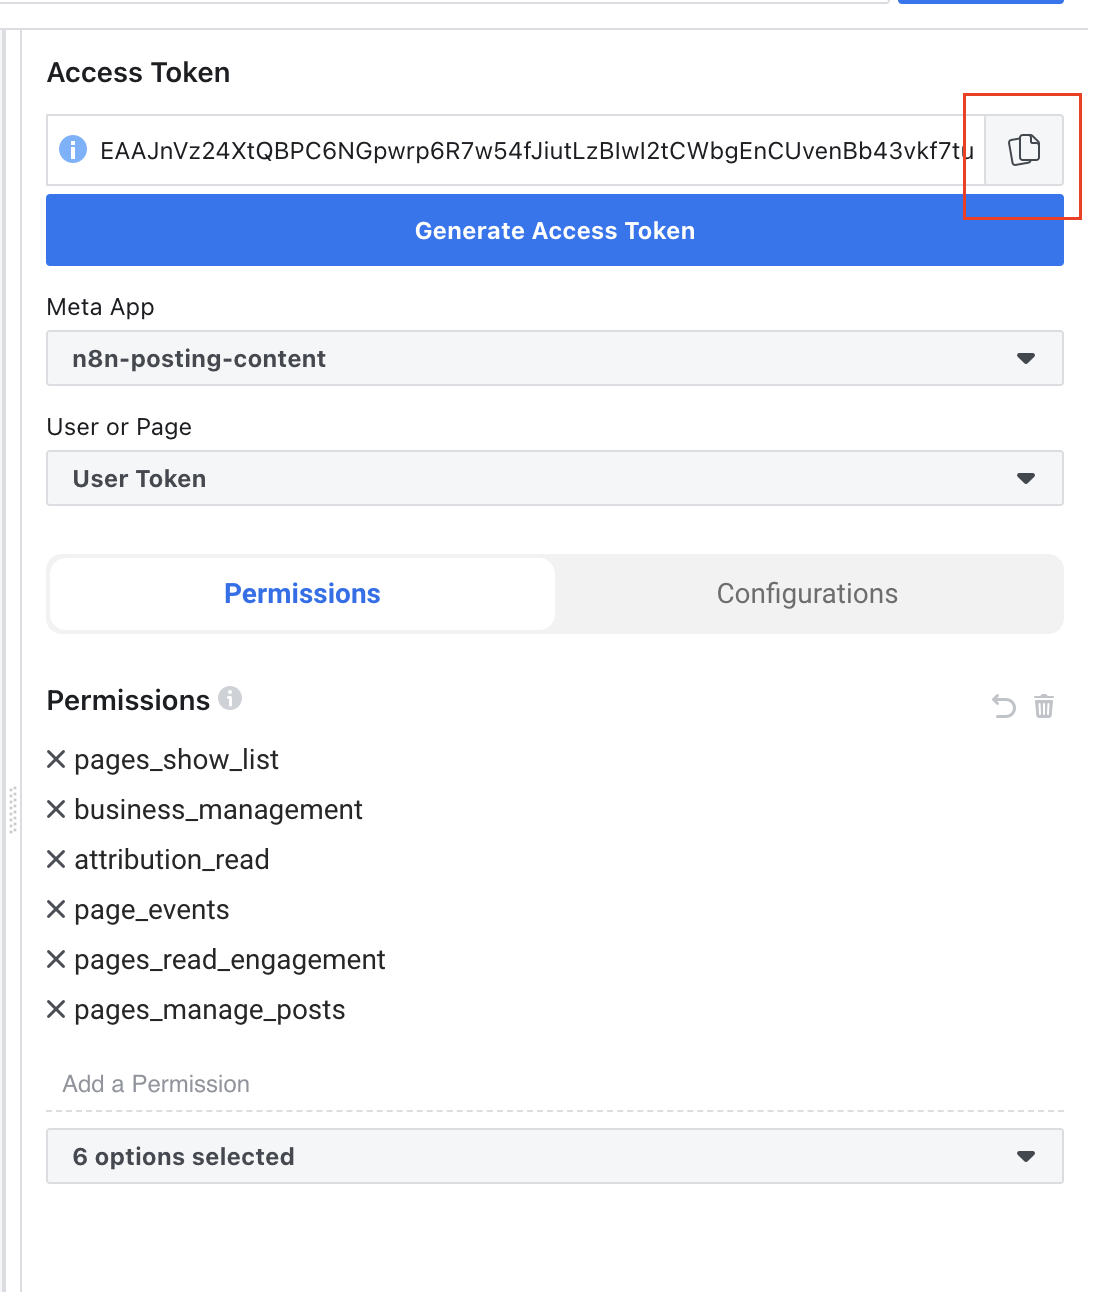 Access Token
EAAJnVz24XtQBPC6NGpwrp6R7w54fJiutLzBIwI2tCWbgEnCUvenBb43vkf7tu
Generate Access Token
Meta App
n8n-posting-content
User or Page
User Token
Permissions
Configurations
Permissions
pages_show_list
business_management
attribution_read
page_events
pages_read_engagement
pages_manage_posts
Add a Permission
6 options selected